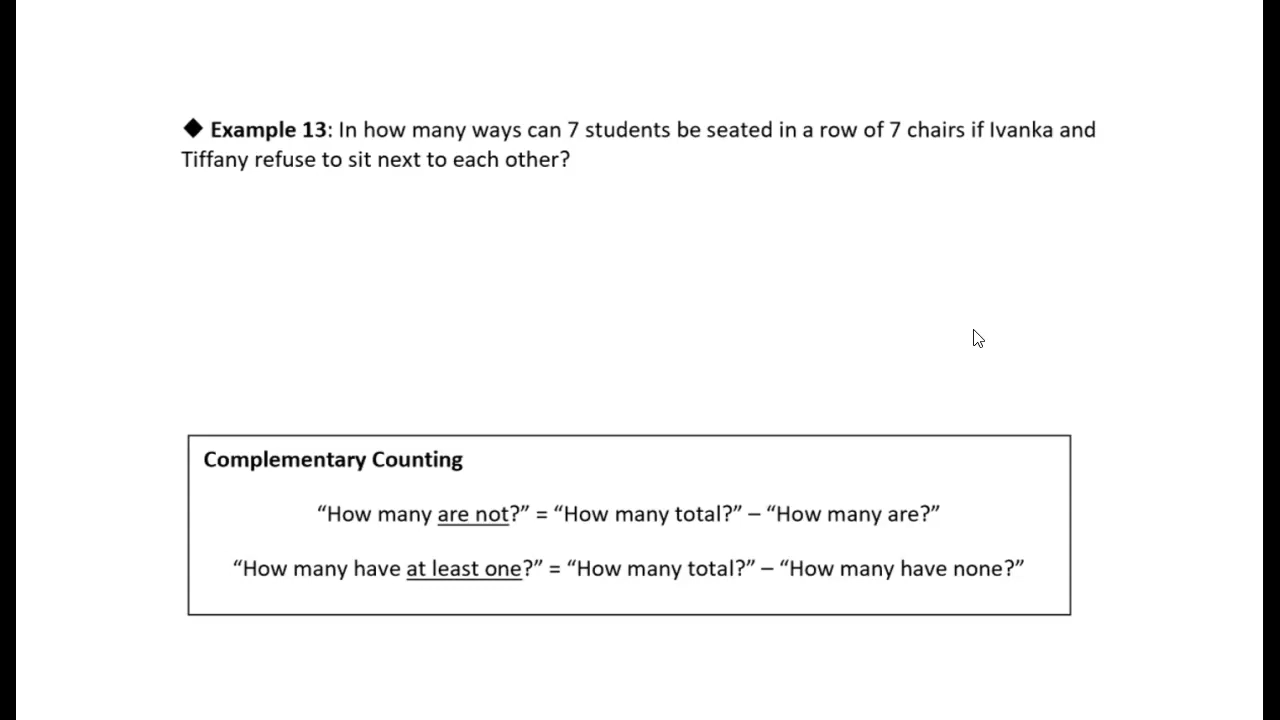 ◆ Example 13: In how many ways can 7 students be seated in a row of 7 chairs if Ivanka and
Tiffany refuse to sit next to each other?
Complementary Counting
“How many are not?” = “How many total?” – “How many are?”
“How many have at least one?” = “How many total?” – “How many have none?”